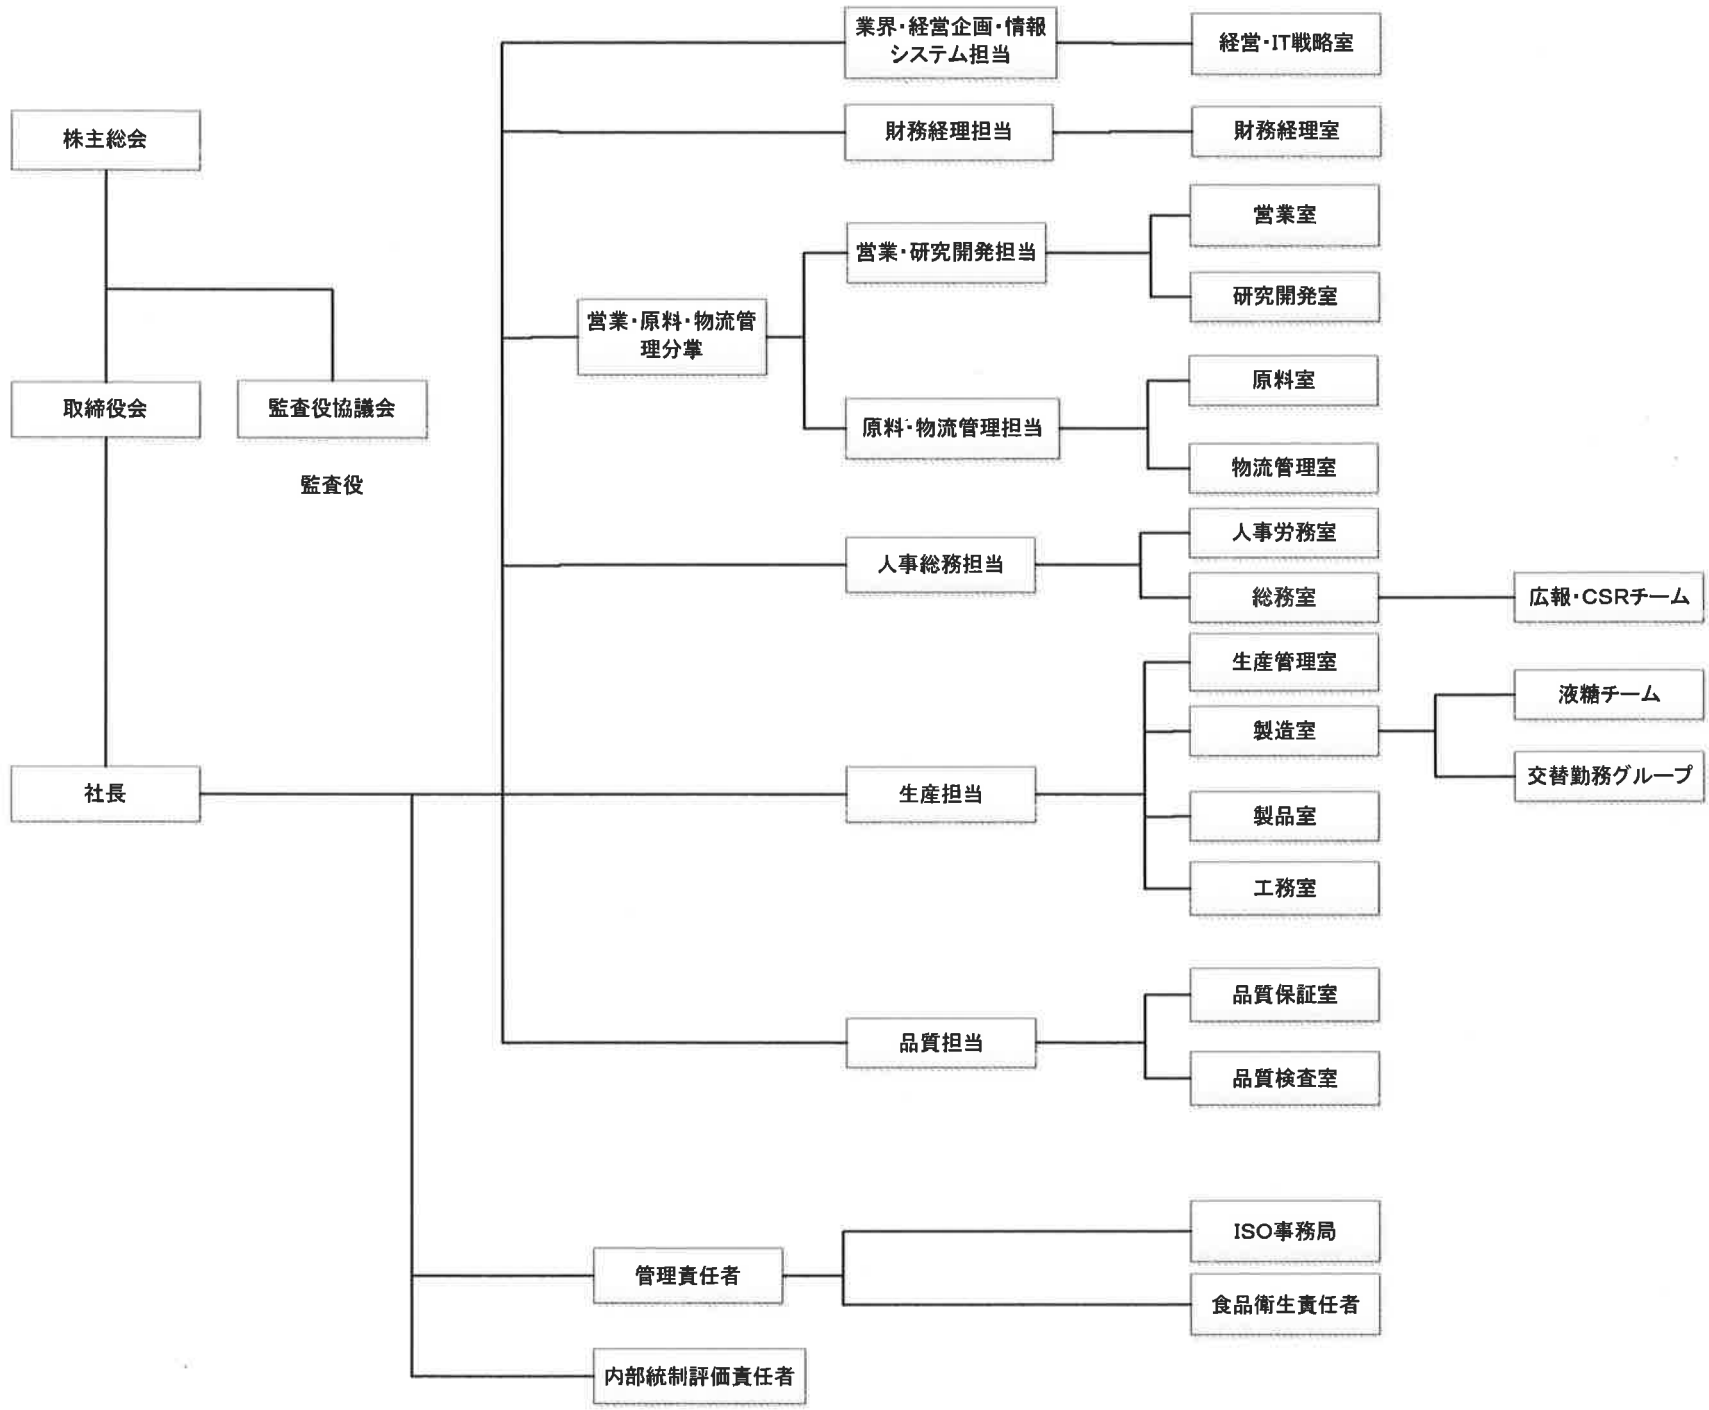 業界・経営企画・情報
システム担当
経営・IT戦略室
株主総会
財務経理担当
財務経理室
営業室
営業・研究開発担当
研究開発室
営業・原料・物流管
理分掌
原料室
取締役会
監査役協議会
原料・物流管理担当
物流管理室
監査役
人事労務室
人事総務担当
総務室
広報・CSRチーム
生産管理室
液糖チーム
製造室
交替勤務グループ
社長
生産担当
製品室
工務室
品質保証室
品質担当
品質検査室
ISO事務局
管理責任者
食品衛生責任者
内部統制評価責任者